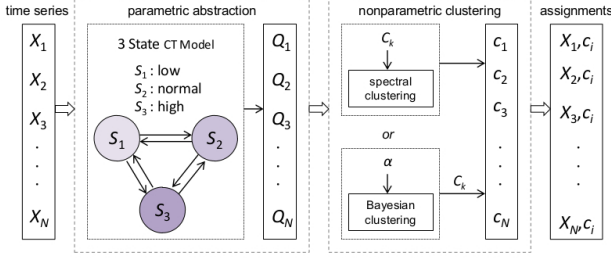 time series
parametric abstraction
nonparametric clustering
assignments
X1
X2
X3
.
.
.
XN
3 State CT Model
S1 : low
S2 : normal
S3 : high
S1
S2
S3
Q1
Q2
Q3
.
.
.
QN
Ck
spectral
clustering
or
α
Bayesian
clustering
Ck
c1
c2
c3
.
.
.
cN
X1,ci
X2,ci
X3,ci
.
.
.
XN,ci